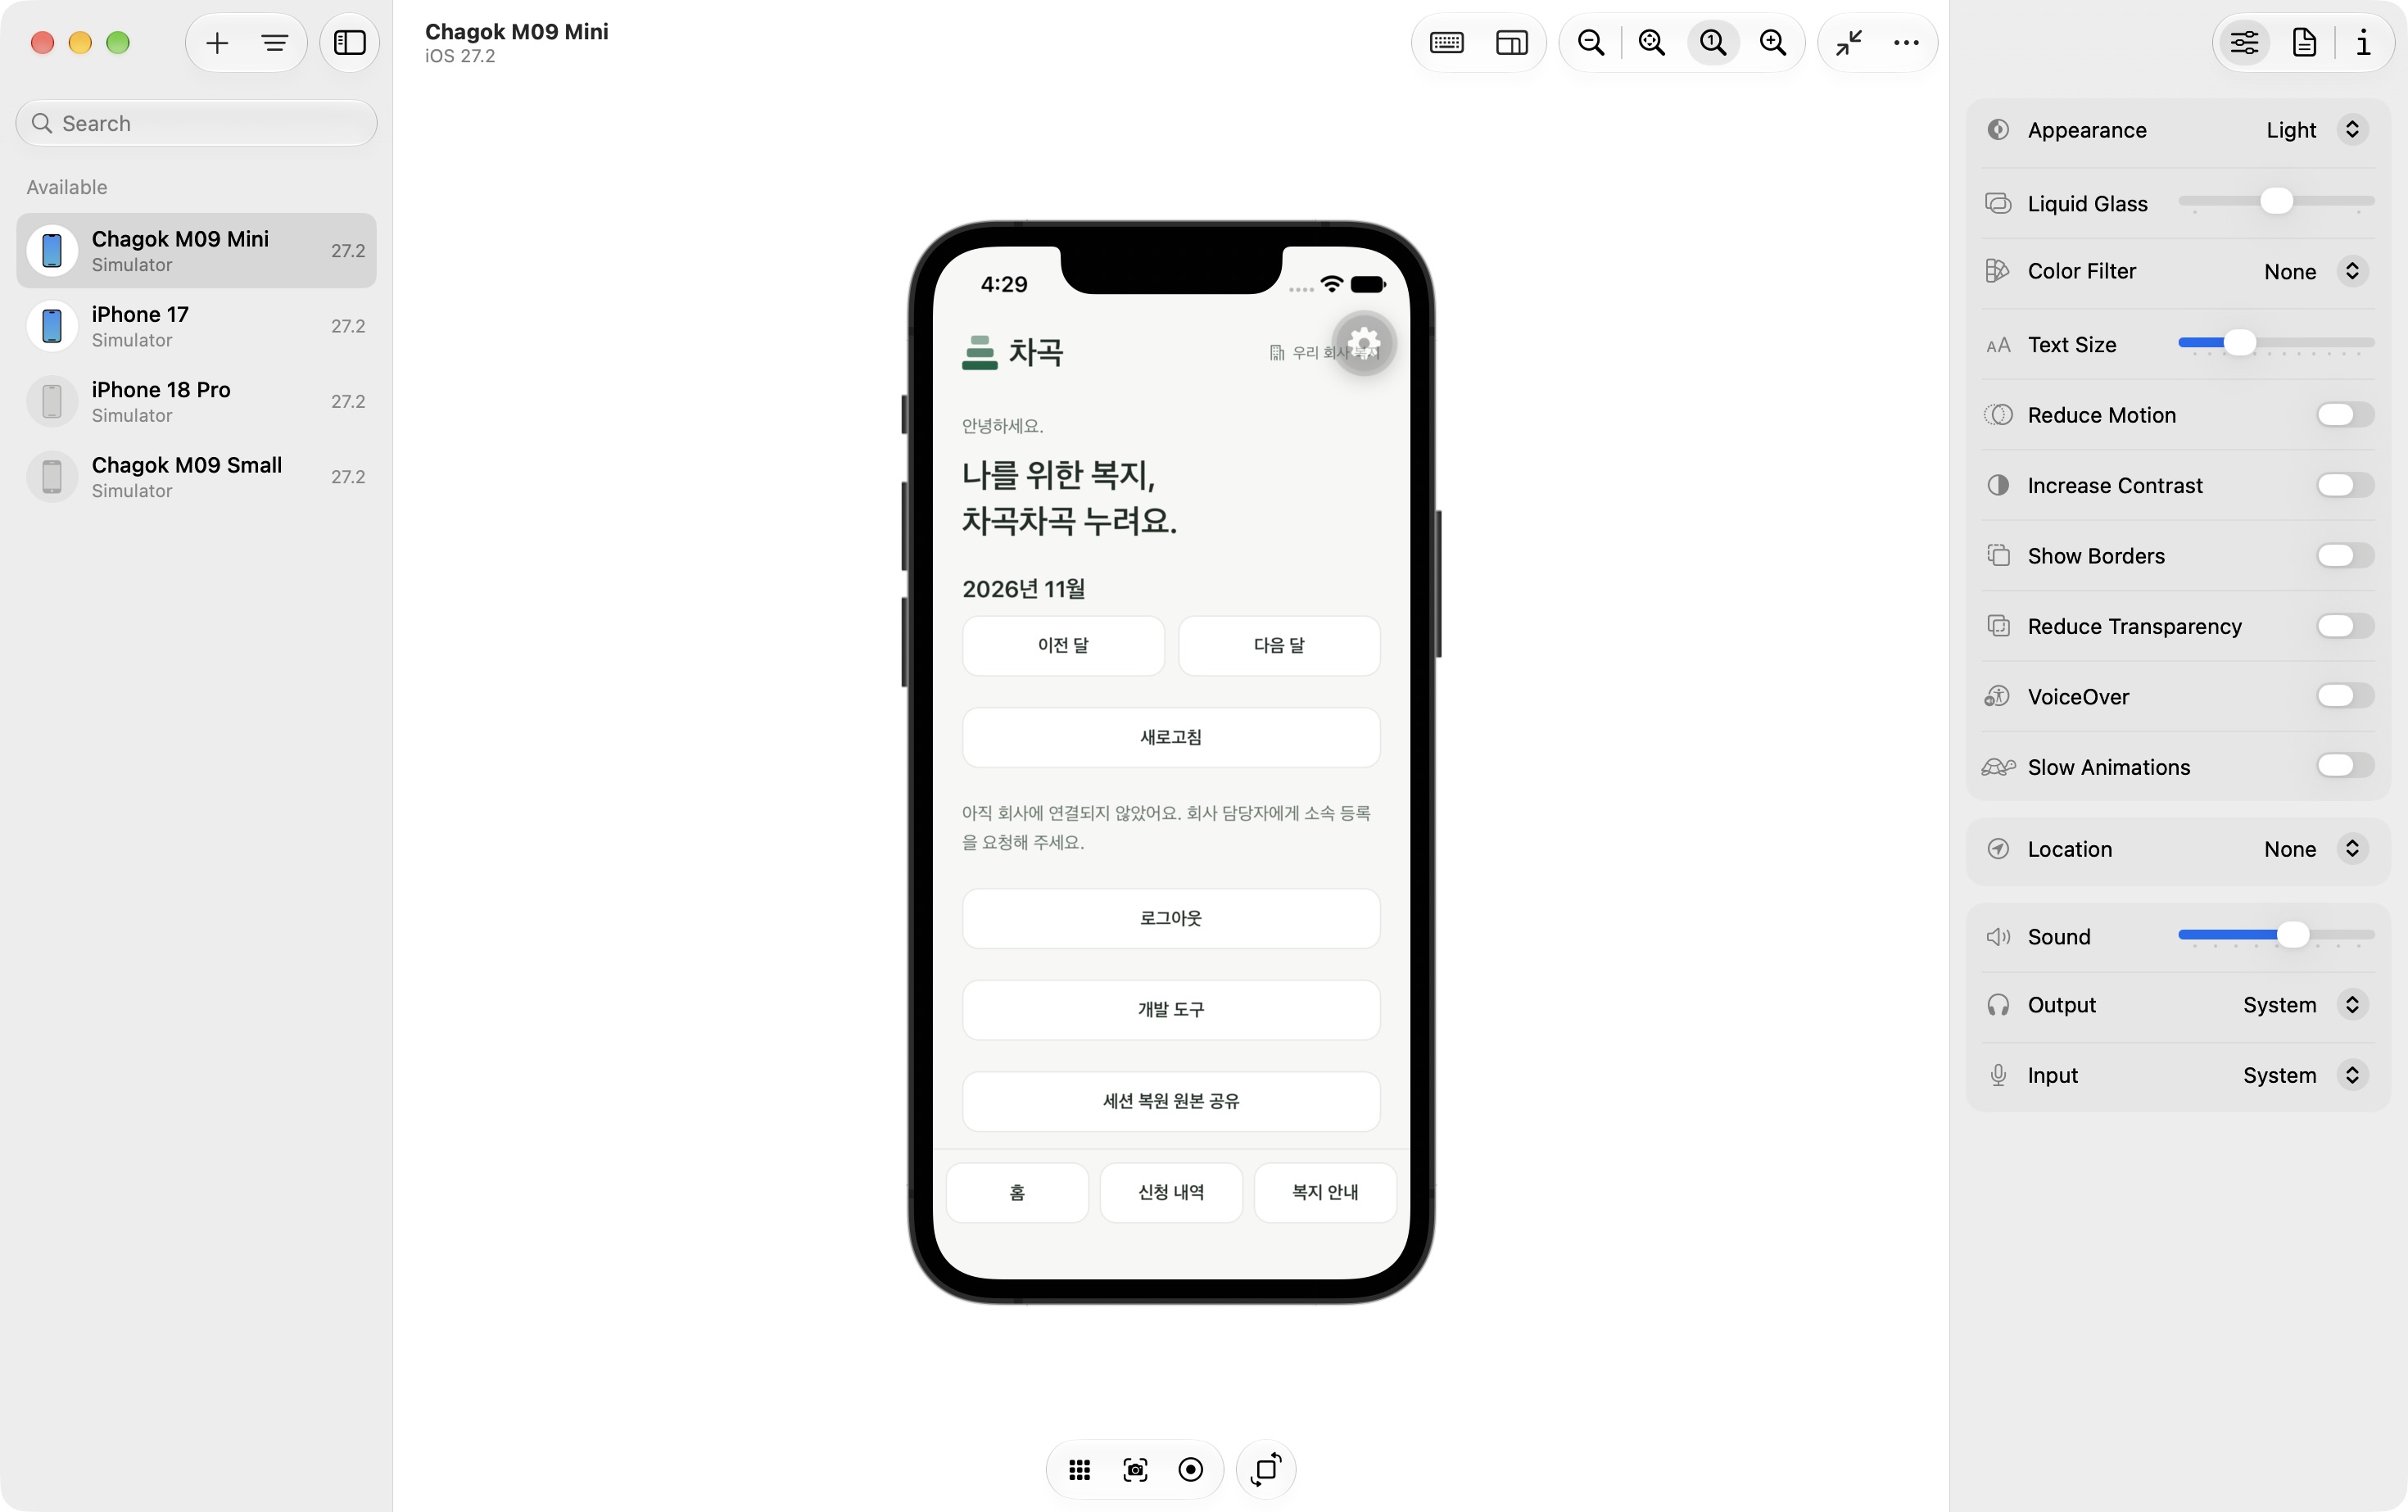 Chagok M09 Mini
iOS 27.2
Search
Available
Chagok M09 Mini
Simulator
27.2
iPhone 17
Simulator
27.2
iPhone 18 Pro
Simulator
27.2
Chagok M09 Small
Simulator
27.2
4:29
차곡
우리 회사
안녕하세요.
나를 위한 복지,
차곡차곡 누려요.
2026년 11월
이전 달
다음 달
새로고침
아직 회사에 연결되지 않았어요. 회사 담당자에게 소속 등록
을 요청해 주세요.
로그아웃
개발 도구
세션 복원 원본 공유
홈
신청 내역
복지 안내
Appearance
Light
Liquid Glass
Color Filter
None
Text Size
Reduce Motion
Increase Contrast
Show Borders
Reduce Transparency
VoiceOver
Slow Animations
Location
None
Sound
Output
System
Input
System